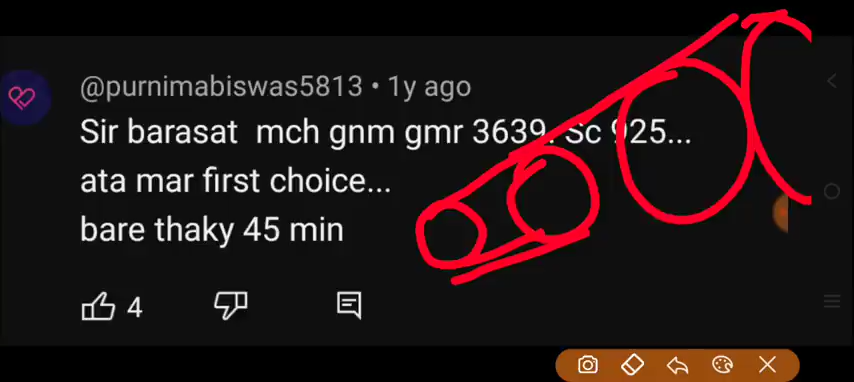 @purnimabiswas5813 • 1y ago
Sir barasat mch gnm gmr 3639. Sc 925...
ata mar first choice...
bare thaky 45 min
4